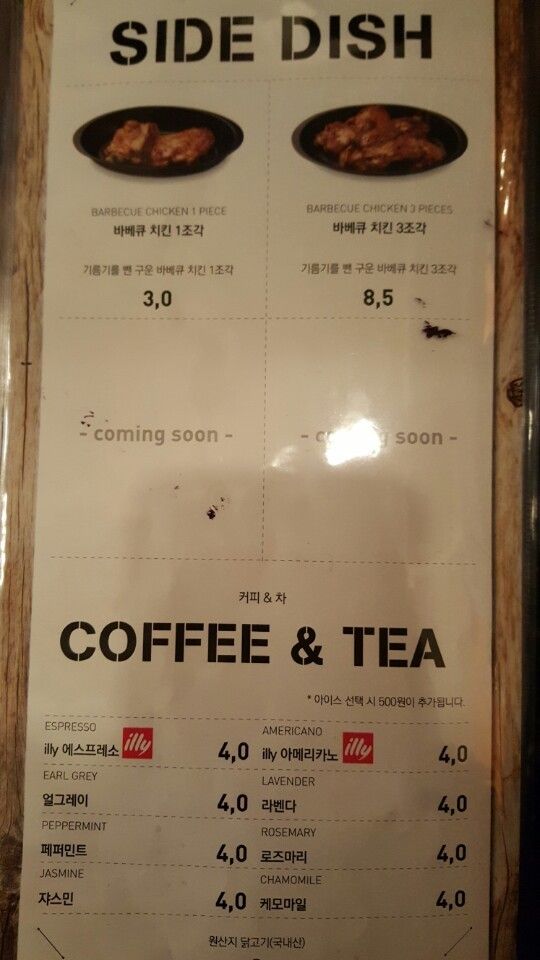 SIDE DISH
BARBECUE CHICKEN 1 PIECE
바베큐 치킨 1조각
기름기를 뺀 구운 바베큐 치킨 1조각
3,0
BARBECUE CHICKEN 3 PIECES
바베큐 치킨 3조각
기름기를 뺀 구운 바베큐 치킨 3조각
8,5
- coming soon -
- coming soon -
커피 & 차
COFFEE & TEA
* 아이스 선택 시 500원이 추가됩니다.
ESPRESSO
illy 에스프레소 illy 4,0
AMERICANO
illy 아메리카노 illy 4,0
EARL GREY
얼그레이 4,0
LAVENDER
라벤다 4,0
PEPPERMINT
페퍼민트 4,0
ROSEMARY
로즈마리 4,0
JASMINE
쟈스민 4,0
CHAMOMILE
케모마일 4,0
원산지 닭고기(국내산)